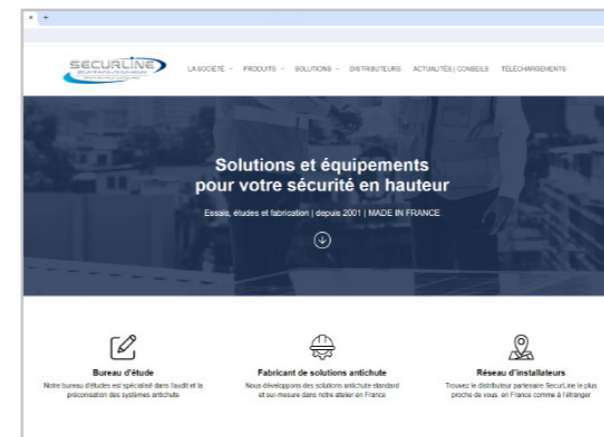 SECURLINE
LA SOCIÉTÉ PRODUITS SOLUTIONS DISTRIBUTEURS ACTUALITÉS | CONSEILS TÉLÉCHARGEMENTS
Solutions et équipements
pour votre sécurité en hauteur
Essais, études et fabrication | depuis 2001 | MADE IN FRANCE
Bureau d'étude
Notre bureau d'études est spécialisé dans l'audit et la
préconisation des systèmes antichute
Fabricant de solutions antichute
Nous développons des solutions antichute standard
et sur-mesure dans notre atelier en France
Réseau d'installateurs
Trouvez le distributeur partenaire SecurLine le plus
proche de vous, en France comme à l'étranger